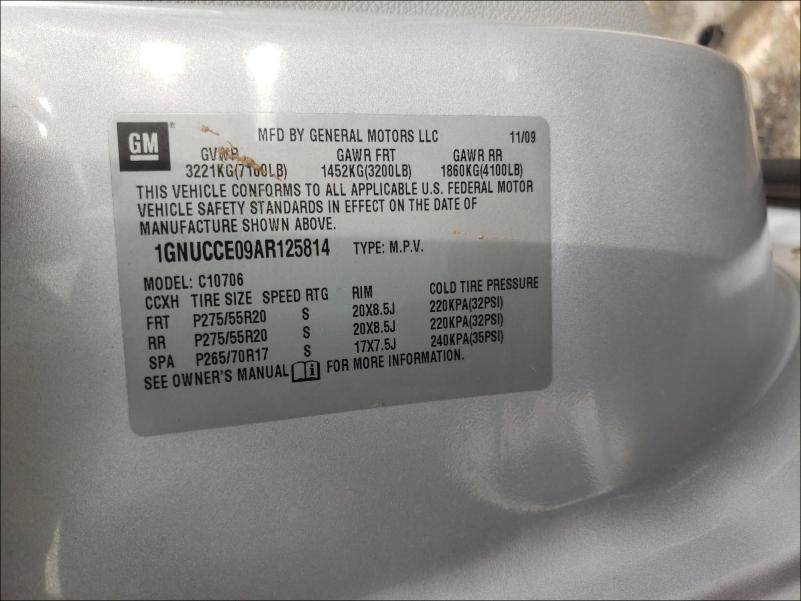 GM ® MFD BY GENERAL MOTORS LLC 11/09
GVWR GAWR FRT GAWR RR
3221KG(7100LB) 1452KG(3200LB) 1860KG(4100LB)
THIS VEHICLE CONFORMS TO ALL APPLICABLE U.S. FEDERAL MOTOR
VEHICLE SAFETY STANDARDS IN EFFECT ON THE DATE OF
MANUFACTURE SHOWN ABOVE.
1GNUCCE09AR125814 TYPE: M.P.V.
MODEL: C10706
CCXH TIRE SIZE SPEED RTG RIM COLD TIRE PRESSURE
FRT P275/55R20 S 20X8.5J 220KPA(32PSI)
RR P275/55R20 S 20X8.5J 220KPA(32PSI)
SPA P265/70R17 S 17X7.5J 240KPA(35PSI)
SEE OWNER'S MANUAL i FOR MORE INFORMATION.